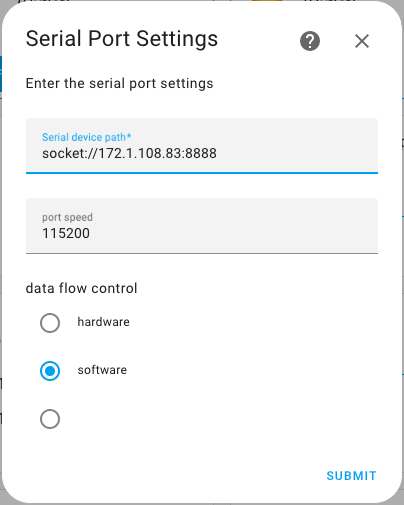 Serial Port Settings
Enter the serial port settings
Serial device path*
socket://172.1.108.83:8888
port speed
115200
data flow control
hardware
software
SUBMIT